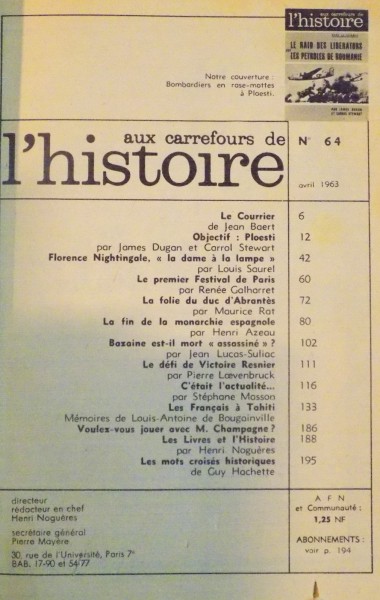 aux carrefours de
l'histoire
LE RAID DES LIBERATORS
LES PETROLES DE ROUMANIE
Notre couverture :
Bombardiers en rase-mottes
à Ploesti.
aux carrefours de
l'histoire
N° 64
avril 1963
Le Courrier 6
de Jean Baert
Objectif : Ploesti 12
par James Dugan et Carrol Stewart
Florence Nightingale, « la dame à la lampe » 42
par Louis Saurel
Le premier Festival de Paris 60
par Renée Galharret
La folie du duc d'Abrantès 72
par Maurice Rat
La fin de la monarchie espagnole 80
par Henri Azeau
Bazaine est-il mort « assassiné » ? 102
par Jean Lucas-Suliac
Le défi de Victoire Resnier 111
par Pierre Lœvenbruck
C'était l'actualité... 116
par Stéphane Masson
Les Français à Tahiti 133
Mémoires de Louis-Antoine de Bougainville
Voulez-vous jouer avec M. Champagne ? 186
Les Livres et l'Histoire 188
par Henri Noguères
Les mots croisés historiques 195
de Guy Hachette
directeur
rédacteur en chef
Henri Noguères
secrétaire général
Pierre Mayère
30, rue de l'Université, Paris 7e
BAB. 17-90 et 54-77
A F N
et Communauté :
1,25 NF
ABONNEMENTS :
voir p. 194